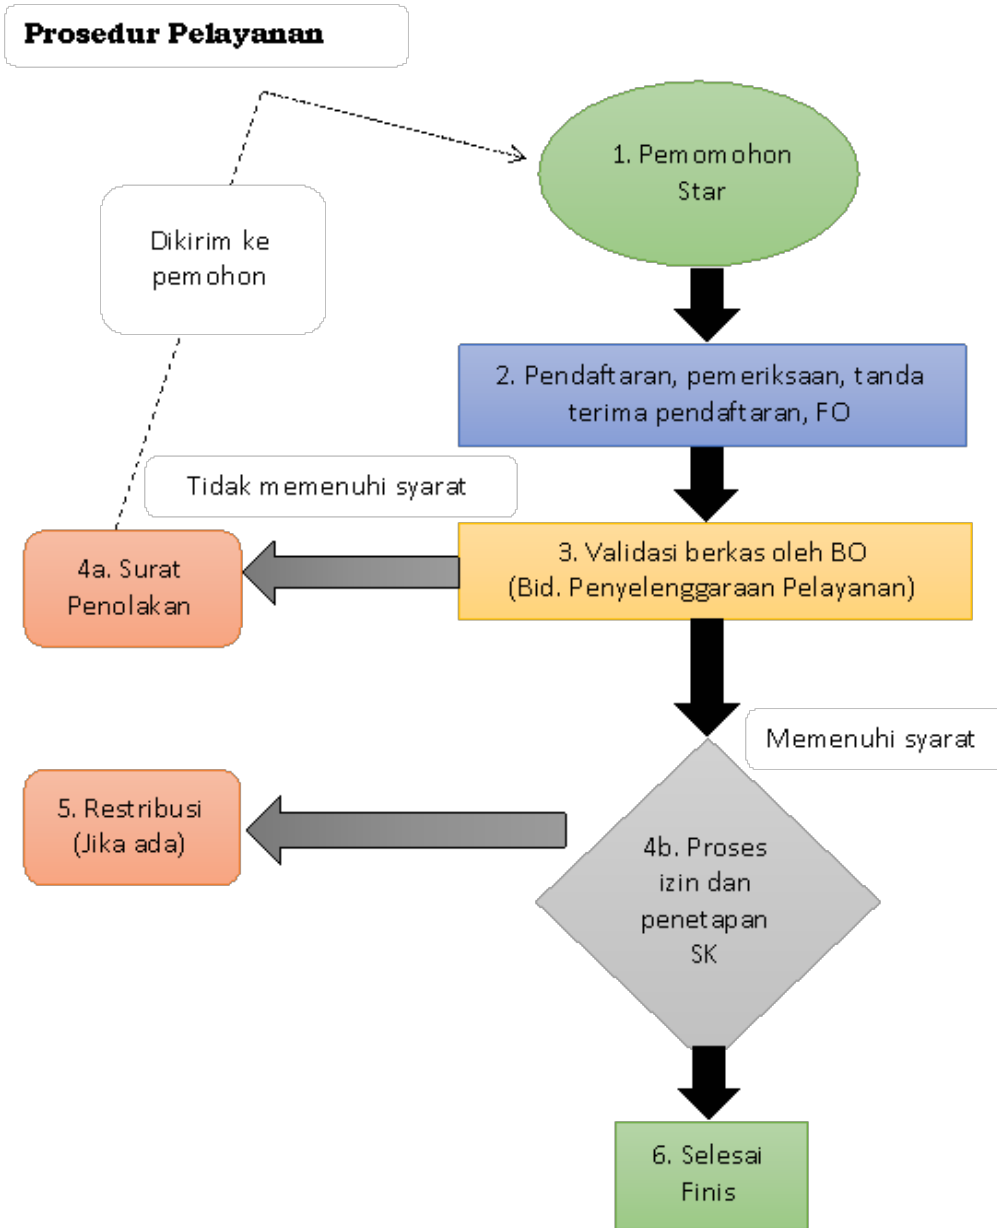 Prosedur Pelayanan
1. Pemomohon
Star
Dikirim ke
pemohon
2. Pendaftaran, pemeriksaan, tanda
terima pendaftaran, FO
Tidak memenuhi syarat
3. Validasi berkas oleh BO
(Bid. Penyelenggaraan Pelayanan)
4a. Surat
Penolakan
Memenuhi syarat
5. Restribusi
(Jika ada)
4b. Proses
izin dan
penetapan
SK
6. Selesai
Finis